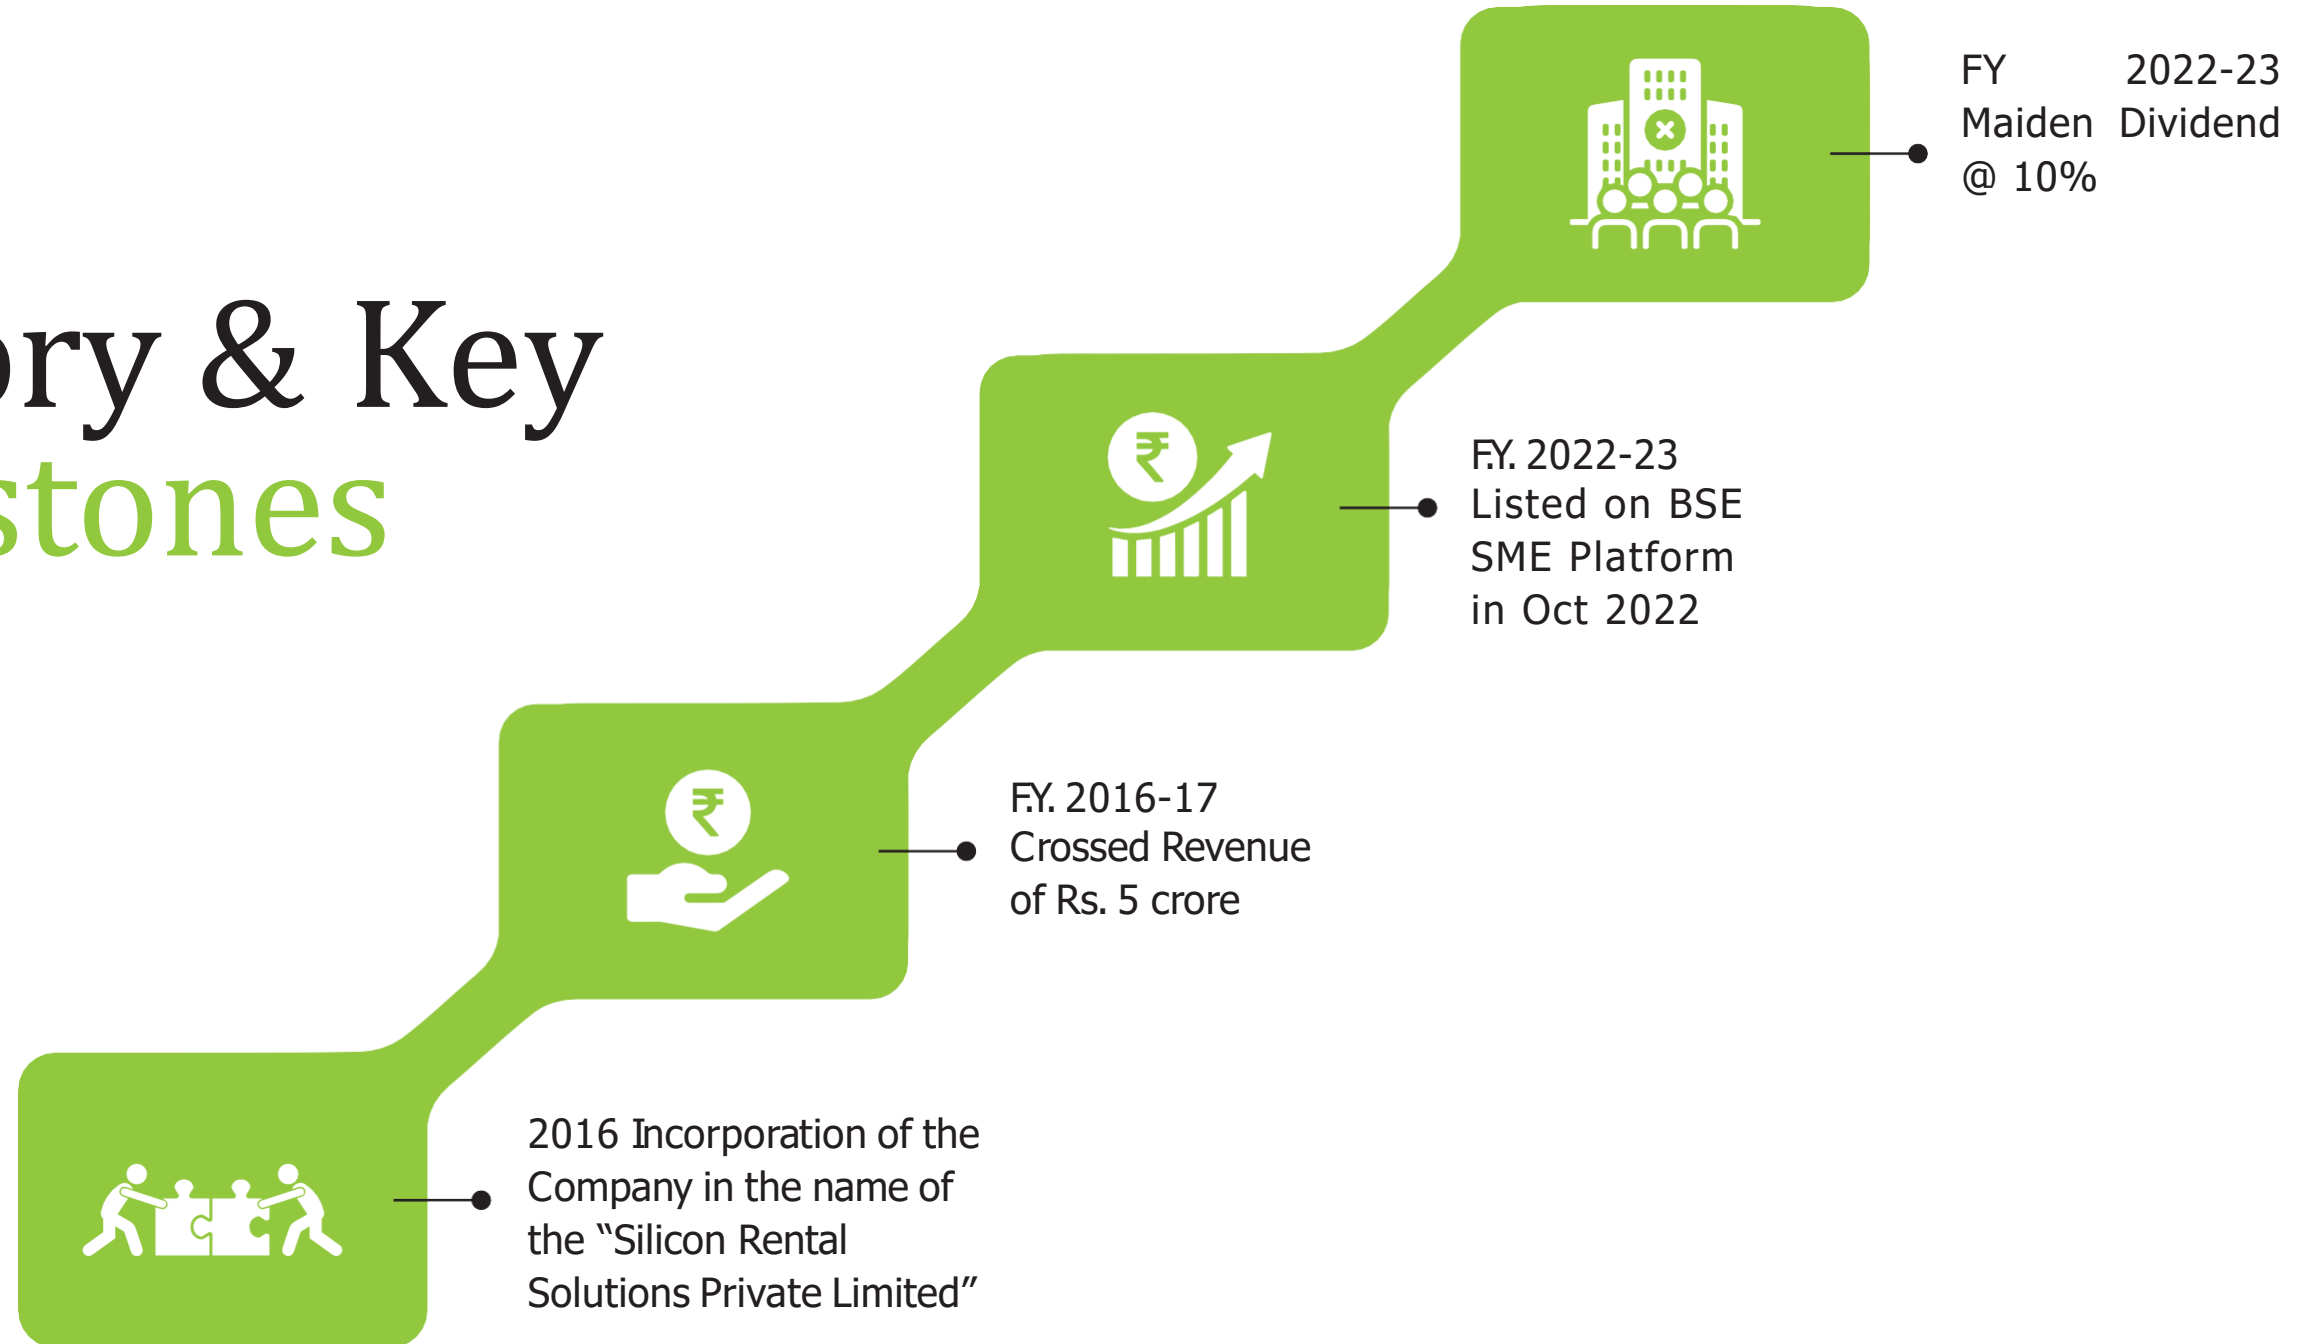 ory & Key
stones
FY 2022-23
Maiden Dividend
@ 10%
F.Y. 2022-23
Listed on BSE
SME Platform
in Oct 2022
F.Y. 2016-17
Crossed Revenue
of Rs. 5 crore
2016 Incorporation of the
Company in the name of
the “Silicon Rental
Solutions Private Limited”
₹
₹